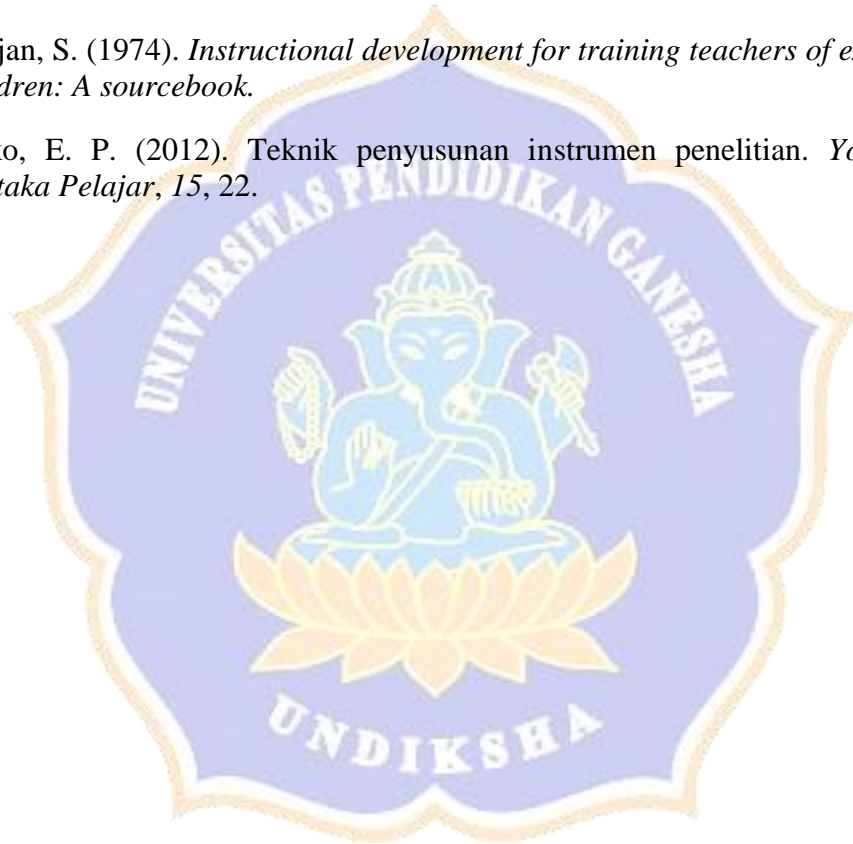 jan, S. (1974). Instructional development for training teachers of e
dren: A sourcebook.
o, E. P. (2012). Teknik penyusunan instrumen penelitian. Yo
taka Pelajar, 15, 22.
UNIVERSITAS PENDIDIKAN GANESHA
UNDIKSHA